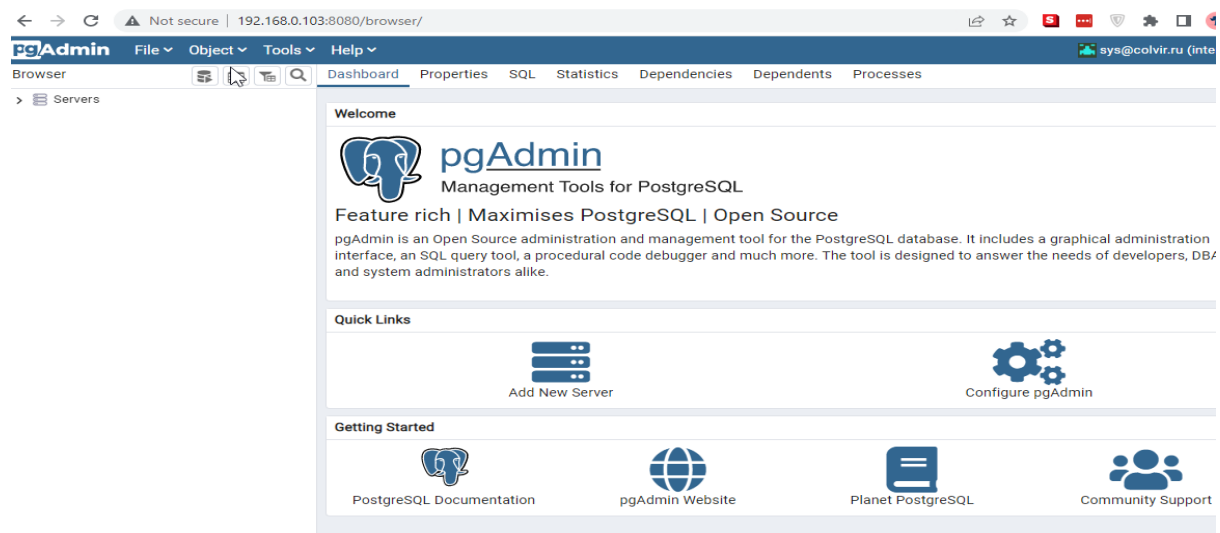 Not secure | 192.168.0.103:8080/browser/
pgAdmin File Object Tools Help sys@colvir.ru (inte
Browser Dashboard Properties SQL Statistics Dependencies Dependents Processes
Servers
Welcome
pgAdmin
Management Tools for PostgreSQL
Feature rich | Maximises PostgreSQL | Open Source
pgAdmin is an Open Source administration and management tool for the PostgreSQL database. It includes a graphical administration
interface, an SQL query tool, a procedural code debugger and much more. The tool is designed to answer the needs of developers, DBA
and system administrators alike.
Quick Links
Add New Server Configure pgAdmin
Getting Started
PostgreSQL Documentation pgAdmin Website Planet PostgreSQL Community Support